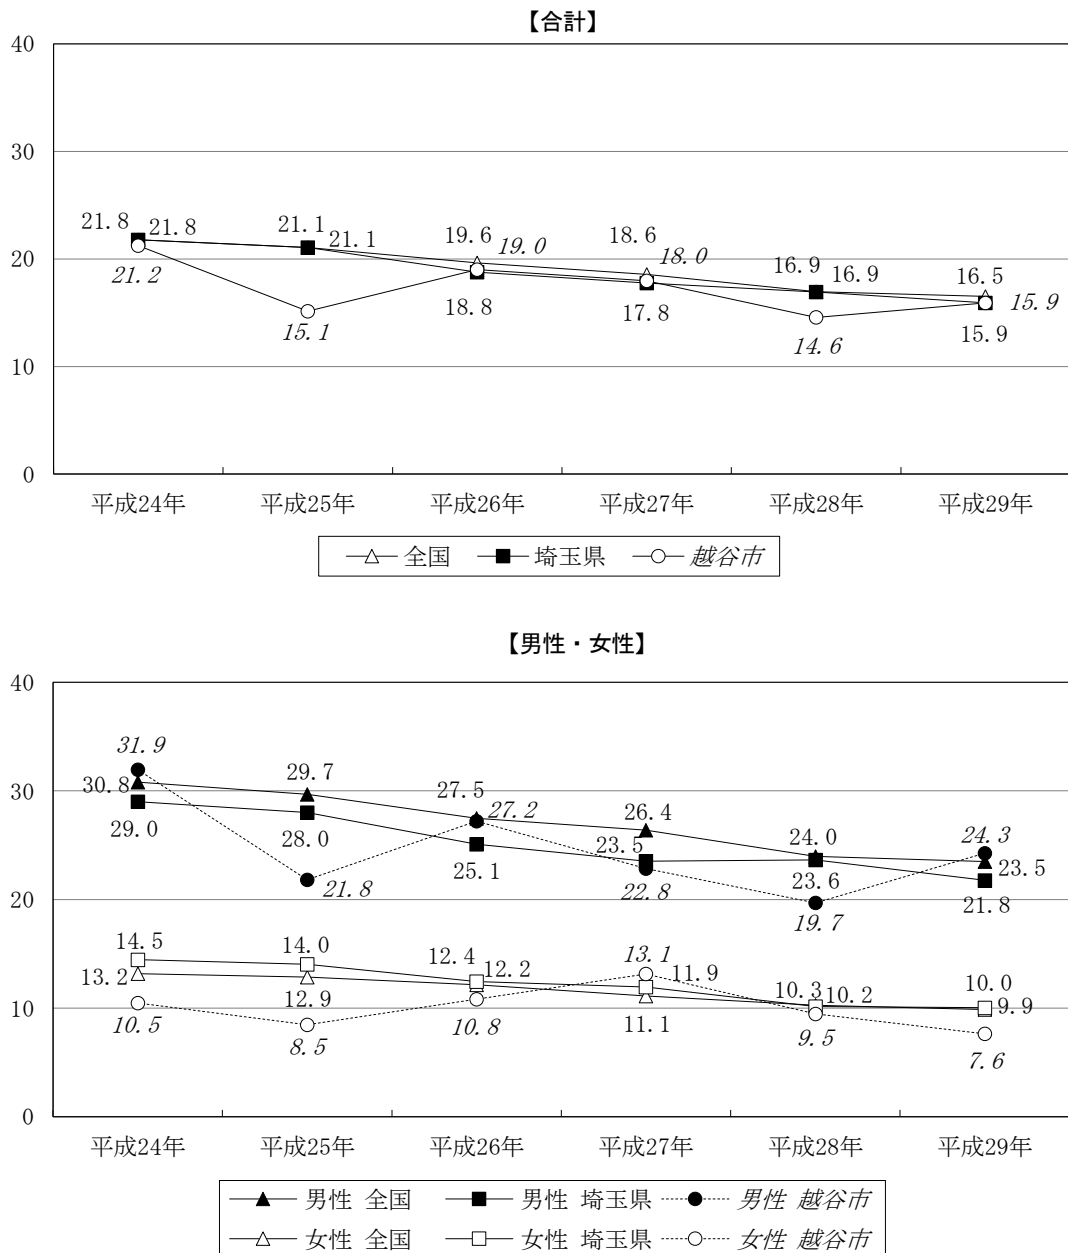 【合計】
40
30
21.8 21.8 21.1 21.1 19.6 19.0 18.6 18.0 16.9 16.9 16.5 15.9
20
21.2 15.1 18.8 17.8 14.6 15.9
10
0
平成24年 平成25年 平成26年 平成27年 平成28年 平成29年
全国 埼玉県 越谷市
【男性・女性】
40
31.9
30.8 29.7 27.5 27.2 26.4 24.0 24.3
30
29.0 28.0 25.1 23.5 23.6 23.5
21.8 22.8 19.7 21.8
20
14.5 14.0 12.4 12.2 13.1 11.9 10.3 10.2 10.0
13.2 12.9 11.1 9.9
10
10.5 8.5 10.8 9.5 7.6
0
平成24年 平成25年 平成26年 平成27年 平成28年 平成29年
男性 全国 男性 埼玉県 男性 越谷市
女性 全国 女性 埼玉県 女性 越谷市